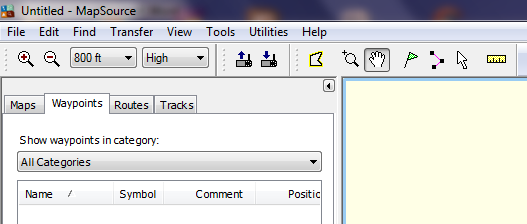 Untitled - MapSource
File Edit Find Transfer View Tools Utilities Help
800 ft High
Maps Waypoints Routes Tracks
Show waypoints in category:
All Categories
Name / Symbol Comment Positic